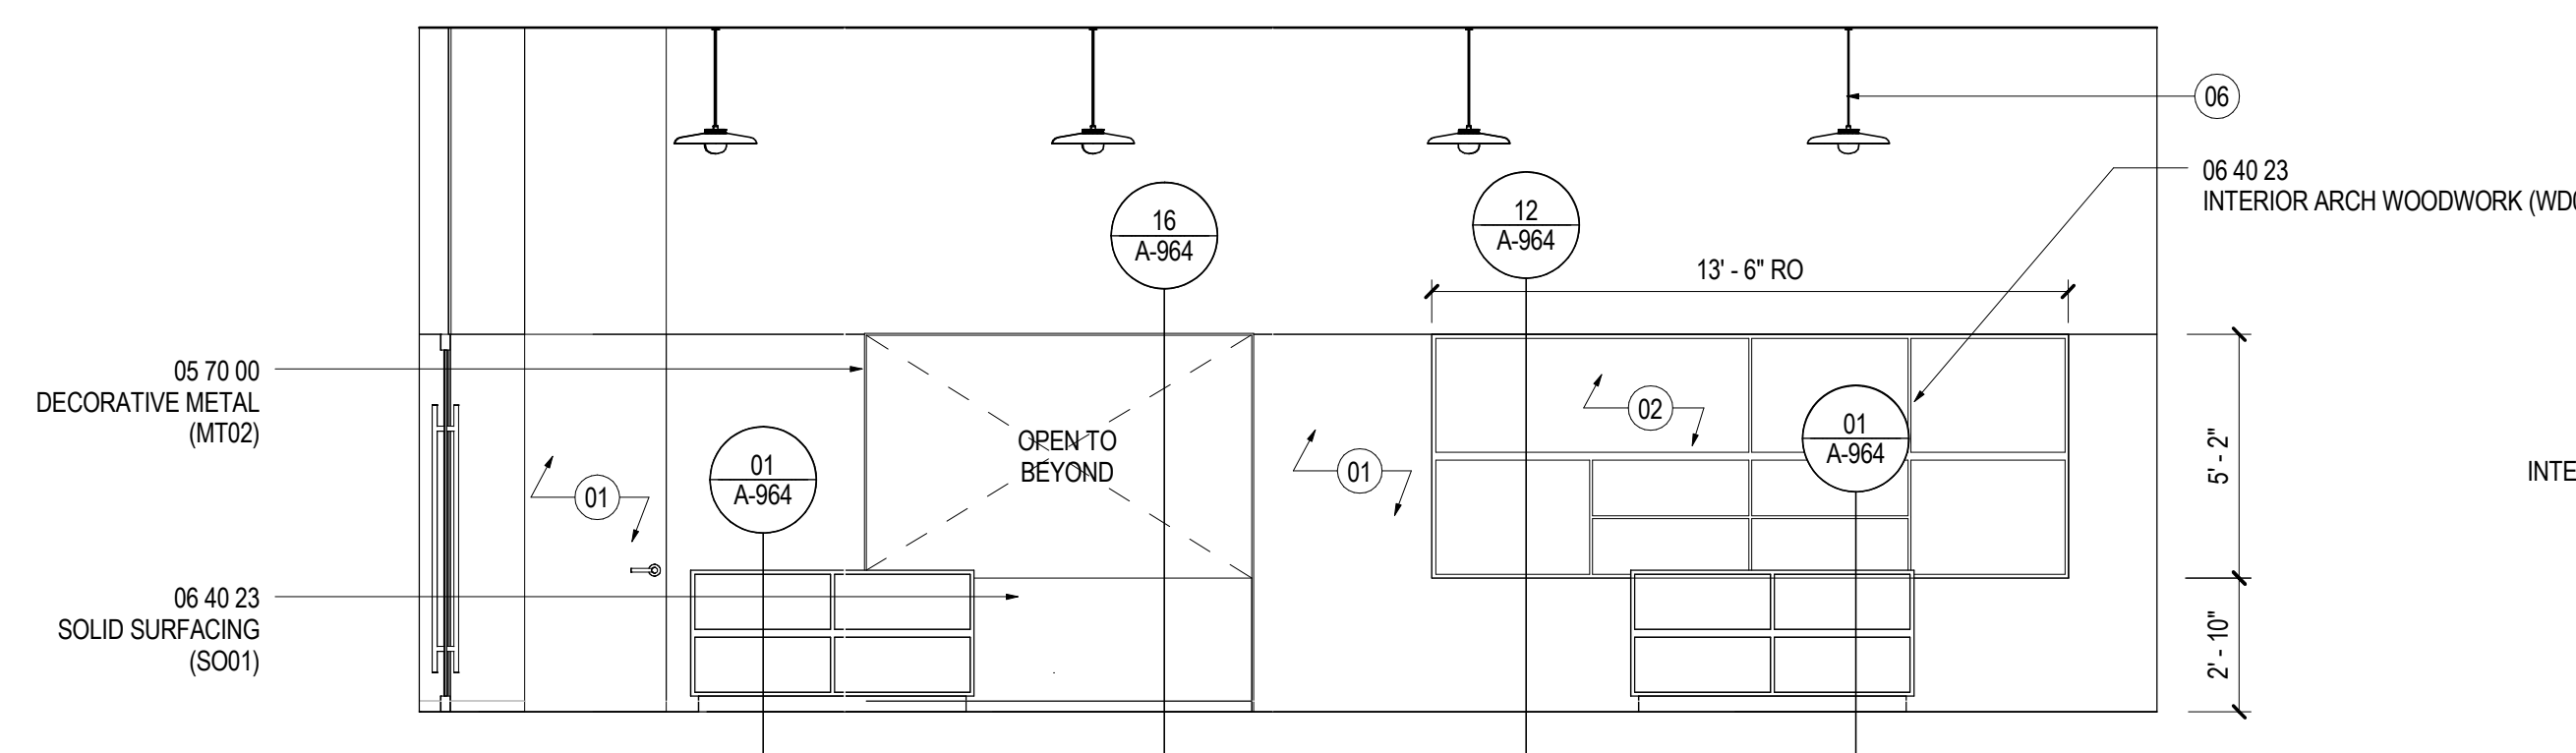 06
06 40 23
INTERIOR ARCH WOODWORK (WD0
16
A-964
12
A-964
13' - 6" RO
05 70 00
DECORATIVE METAL
(MT02)
OPEN TO
BEYOND
02
01
A-964
01
01
A-964
01
5' - 2"
INTE
06 40 23
SOLID SURFACING
(SO01)
2' - 10"